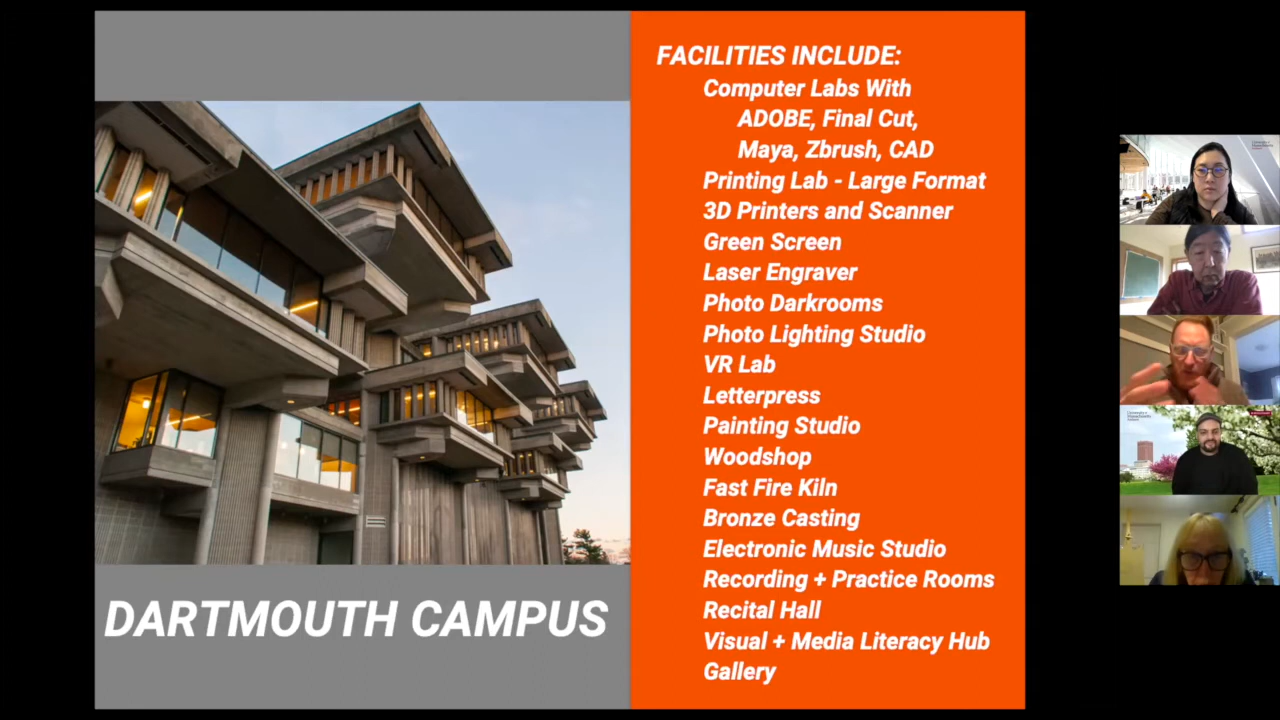 FACILITIES INCLUDE:
Computer Labs With
ADOBE, Final Cut,
Maya, Zbrush, CAD
Printing Lab - Large Format
3D Printers and Scanner
Green Screen
Laser Engraver
Photo Darkrooms
Photo Lighting Studio
VR Lab
Letterpress
Painting Studio
Woodshop
Fast Fire Kiln
Bronze Casting
Electronic Music Studio
Recording + Practice Rooms
Recital Hall
Visual + Media Literacy Hub
Gallery
DARTMOUTH CAMPUS